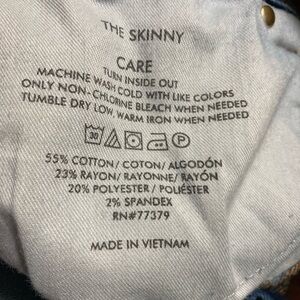 THE SKINNY
CARE
TURN INSIDE OUT
MACHINE WASH COLD WITH LIKE COLORS
ONLY NON-CHLORINE BLEACH WHEN NEEDED
TUMBLE DRY LOW, WARM IRON WHEN NEEDED
30 P
55% COTTON/COTON/ALGODÓN
23% RAYON/RAYONNE/RAYÓN
20% POLYESTER/POLIÉSTER
2% SPANDEX
RN#77379
MADE IN VIETNAM